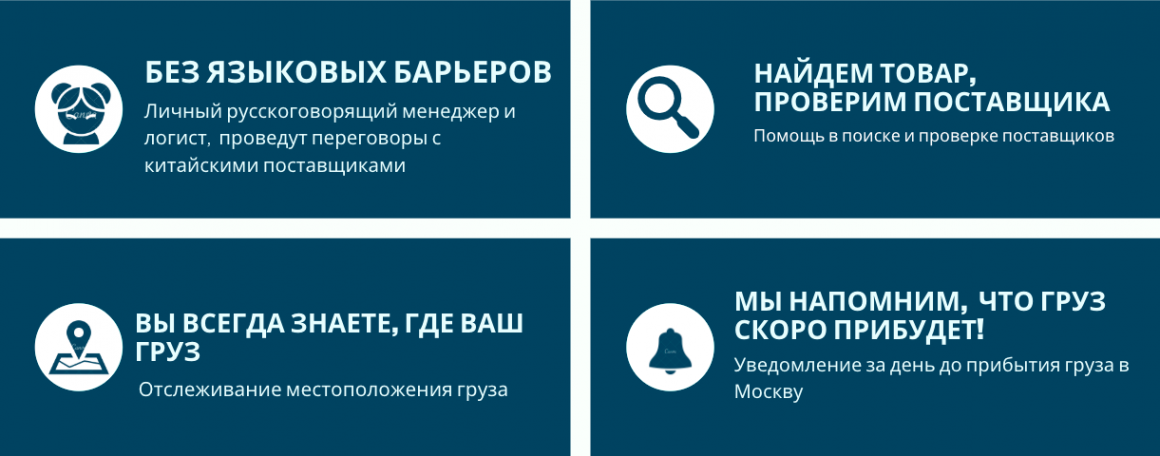 БЕЗ ЯЗЫКОВЫХ БАРЬЕРОВ
Личный русскоговорящий менеджер и
логист, проведут переговоры с
китайскими поставщиками
НАЙДЕМ ТОВАР,
ПРОВЕРИМ ПОСТАВЩИКА
Помощь в поиске и проверке поставщиков
ВЫ ВСЕГДА ЗНАЕТЕ, ГДЕ ВАШ
ГРУЗ
Отслеживание местоположения груза
МЫ НАПОМНИМ, ЧТО ГРУЗ
СКОРО ПРИБУДЕТ!
Уведомление за день до прибытия груза в
Москву